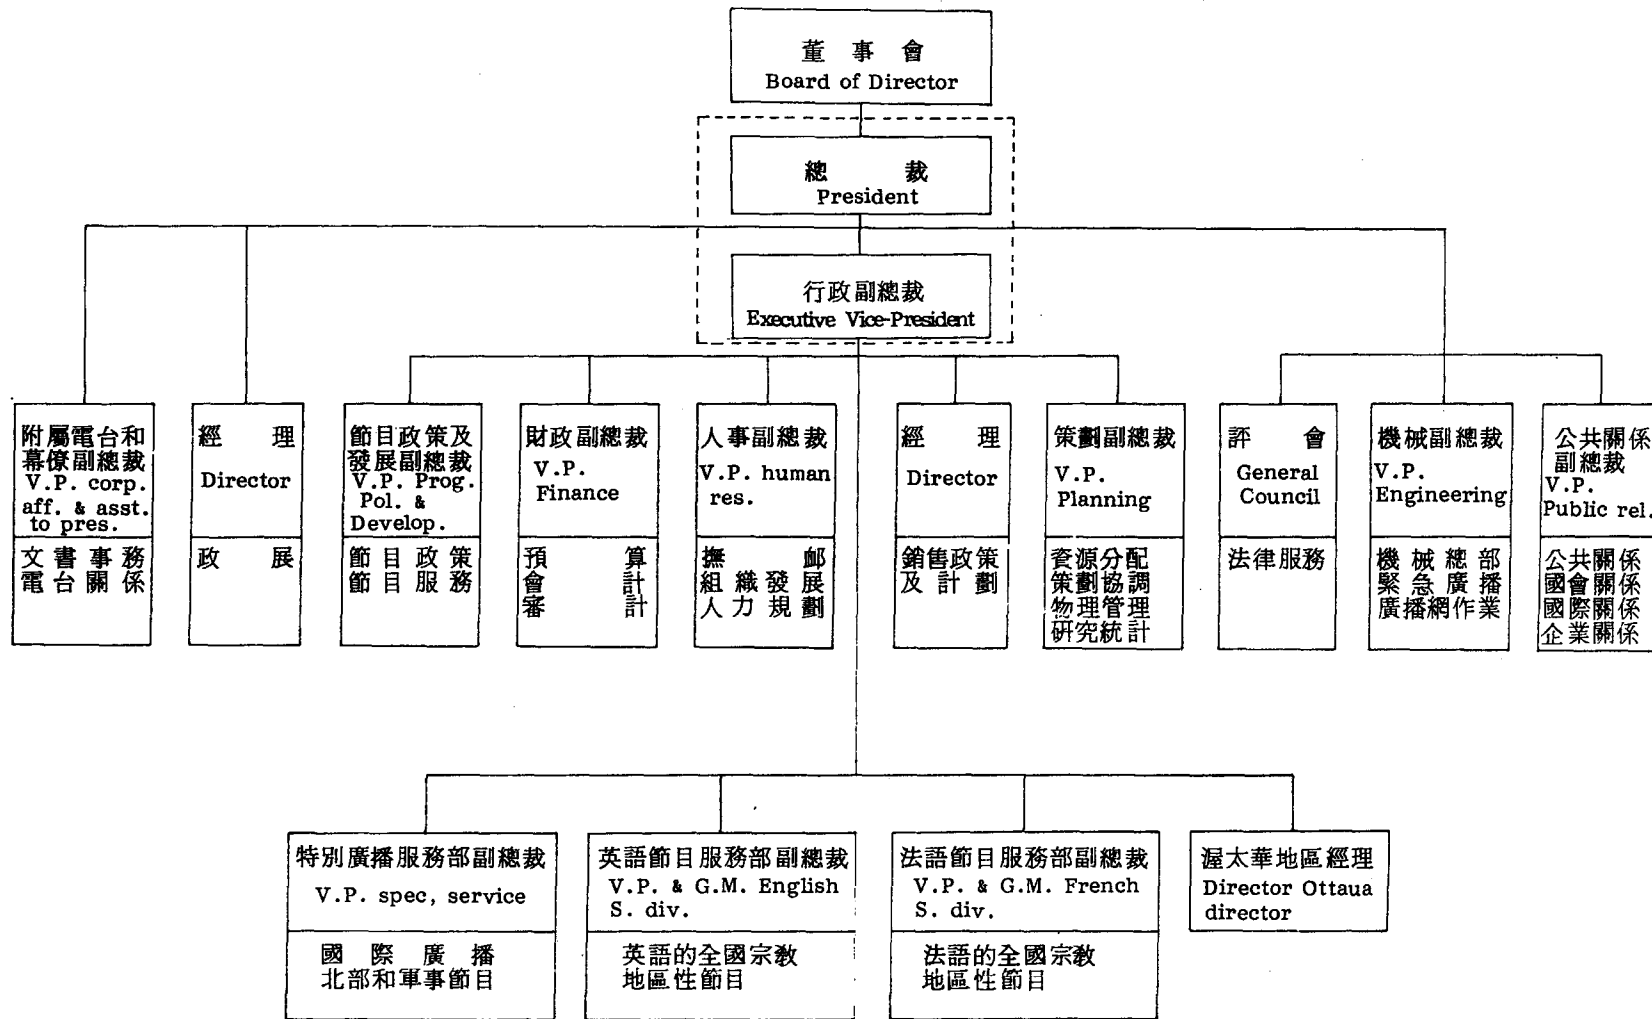 董事會
Board of Director
總裁
President
行政副總裁
Executive Vice-President
附屬電台和
幕僚副總裁
V.P. corp.
aff. & asst.
to pres.
文書事務
電台關係
經理
Director
政展
節目政策及
發展副總裁
V.P. Prog.
Pol. &
Develop.
節目政策
節目服務
財政副總裁
V.P.
Finance
預算
會計
審計
人事副總裁
V.P. human
res.
撫邮
組織發展
人力規劃
經理
Director
銷售政策
及計劃
策劃副總裁
V.P.
Planning
資源分配
策劃協調
物理管理
研究統計
評會
General
Council
法律服務
機械副總裁
V.P.
Engineering
機械總部
緊急廣播
廣播網作業
公共關係
副總裁
V.P.
Public rel.
公共關係
國會關係
國際關係
企業關係
特別廣播服務部副總裁
V.P. spec, service
國際廣播
北部和軍事節目
英語節目服務部副總裁
V.P. & G.M. English
S. div.
英語的全國宗教
地區性節目
法語節目服務部副總裁
V.P. & G.M. French
S. div.
法語的全國宗教
地區性節目
渥太華地區經理
Director Ottaua
director